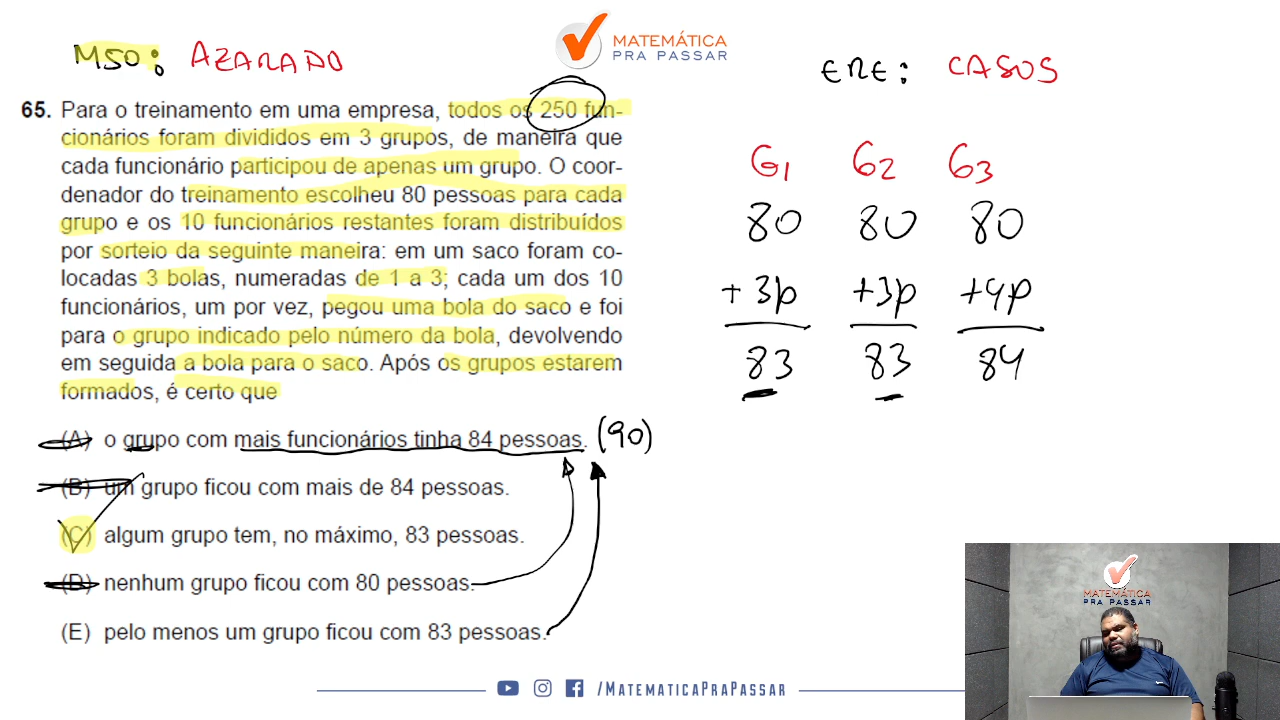 MSO: AZARADO
MATEMÁTICA
PRA PASSAR
ERE: CASOS
65. Para o treinamento em uma empresa, todos os 250 fun-
cionários foram divididos em 3 grupos, de maneira que
cada funcionário participou de apenas um grupo. O coor-
denador do treinamento escolheu 80 pessoas para cada
grupo e os 10 funcionários restantes foram distribuídos
por sorteio da seguinte maneira: em um saco foram co-
locadas 3 bolas, numeradas de 1 a 3; cada um dos 10
funcionários, um por vez, pegou uma bola do saco e foi
para o grupo indicado pelo número da bola, devolvendo
em seguida a bola para o saco. Após os grupos estarem
formados, é certo que
(A) o grupo com mais funcionários tinha 84 pessoas. (90)
(B) um grupo ficou com mais de 84 pessoas.
(C) algum grupo tem, no máximo, 83 pessoas.
(D) nenhum grupo ficou com 80 pessoas.
(E) pelo menos um grupo ficou com 83 pessoas.
G1 G2 G3
80 80 80
+3p +3p +4p
83 83 84
/MATEMATICAPRAPASSAR
MATEMÁTICA
PRA PASSAR